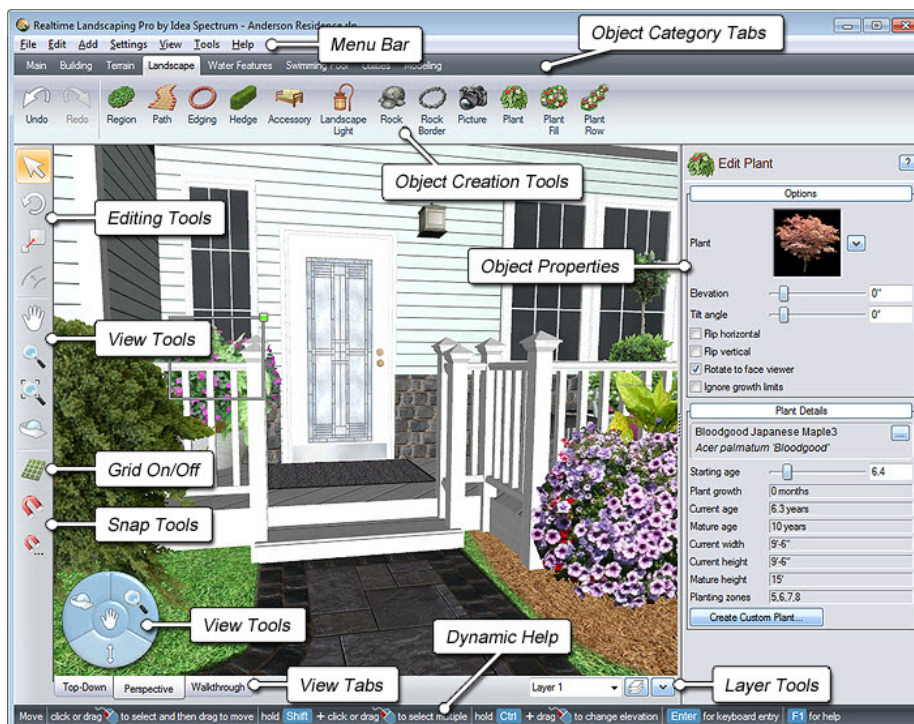 Realtime Landscaping Pro by Idea Spectrum - Anderson Residence.rlp
File Edit Add Settings View Tools Help
Menu Bar
Object Category Tabs
Main Building Terrain Landscape Water Features Swimming Pool Utilities Modeling
Undo Redo Region Path Edging Hedge Accessory Landscape Light Rock Rock Border Picture Plant Plant Fill Plant Row
Object Creation Tools
Editing Tools
View Tools
Grid On/Off
Snap Tools
View Tools
Object Properties
Edit Plant
?
Options
Plant
Elevation 0"
Tilt angle 0°
Flip horizontal
Flip vertical
Rotate to face viewer
Ignore growth limits
Plant Details
Bloodgood Japanese Maple3
...
Acer palmatum 'Bloodgood'
Starting age 6.4
Plant growth 0 months
Current age 6.3 years
Mature age 10 years
Current width 9'-6"
Current height 9'-6"
Mature height 15'
Planting zones 5,6,7,8
Create Custom Plant...
Dynamic Help
Top-Down Perspective Walkthrough
View Tabs
Layer 1
Layer Tools
Move click or drag to select and then drag to move hold Shift + click or drag to select multiple hold Ctrl + drag to change elevation Enter for keyboard entry F1 for help